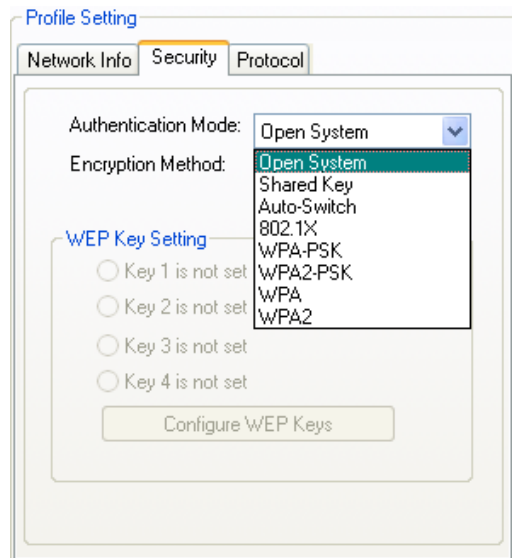 Profile Setting
Network Info Security Protocol
Authentication Mode: Open System
Encryption Method:
Open System
Shared Key
Auto-Switch
802.1X
WPA-PSK
WPA2-PSK
WPA
WPA2
WEP Key Setting
Key 1 is not set
Key 2 is not set
Key 3 is not set
Key 4 is not set
Configure WEP Keys